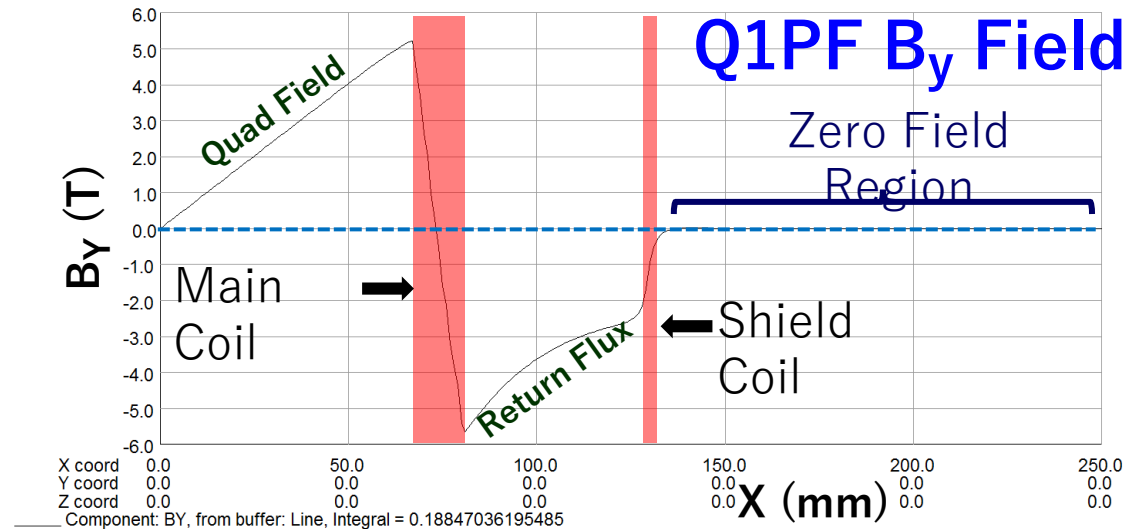 Q1PF By Field
6.0
5.0
4.0
3.0
2.0
1.0
0.0
-1.0
-2.0
-3.0
-4.0
-5.0
-6.0
BY (T)
Quad Field
Zero Field
Region
Main
Coil
Shield
Coil
Return Flux
X coord 0.0 50.0 100.0 150.0 200.0 250.0
Y coord 0.0 0.0 0.0 0.0 0.0 0.0
Z coord 0.0 0.0 0.0 0.0 0.0 0.0
X (mm)
Component: BY, from buffer: Line, Integral = 0.18847036195485